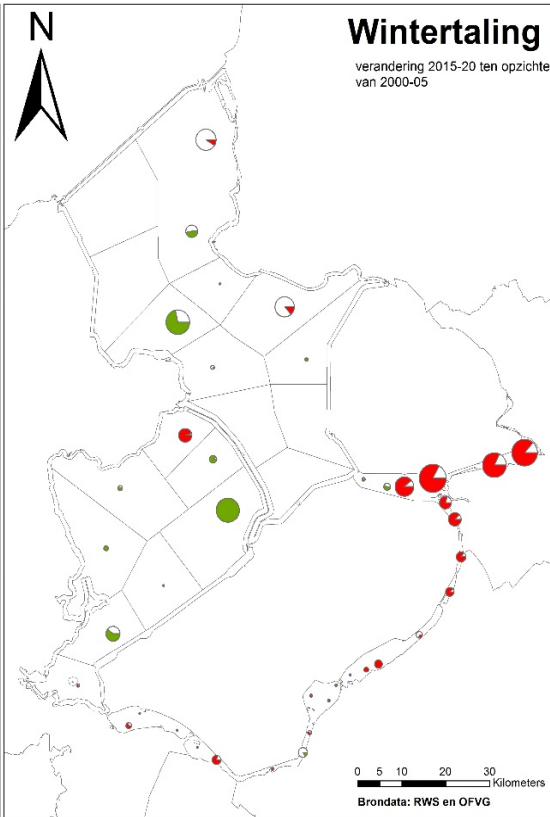 N
Wintertaling
verandering 2015-20 ten opzichte
van 2000-05
0 5 10 20 30
Kilometers
Brondata: RWS en OFVG